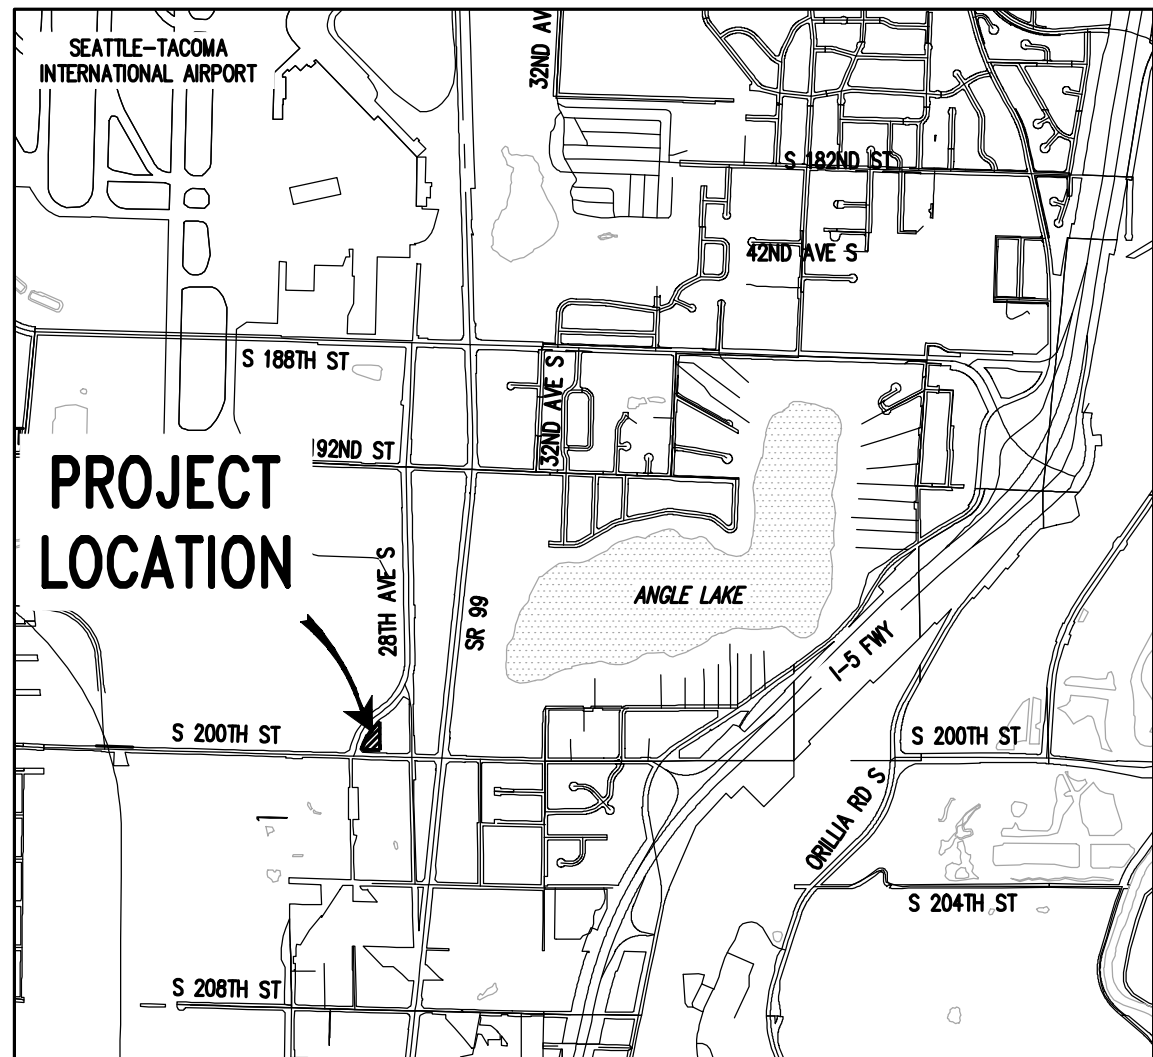 SEATTLE-TACOMA
INTERNATIONAL AIRPORT
32ND AV
S 182ND ST
42ND AVE S
S 188TH ST
32ND AVE S
192ND ST
PROJECT
LOCATION
28TH AVE S
SR 99
ANGLE LAKE
I-5 FWY
S 200TH ST
S 200TH ST
ORILLIA RD S
S 204TH ST
S 208TH ST